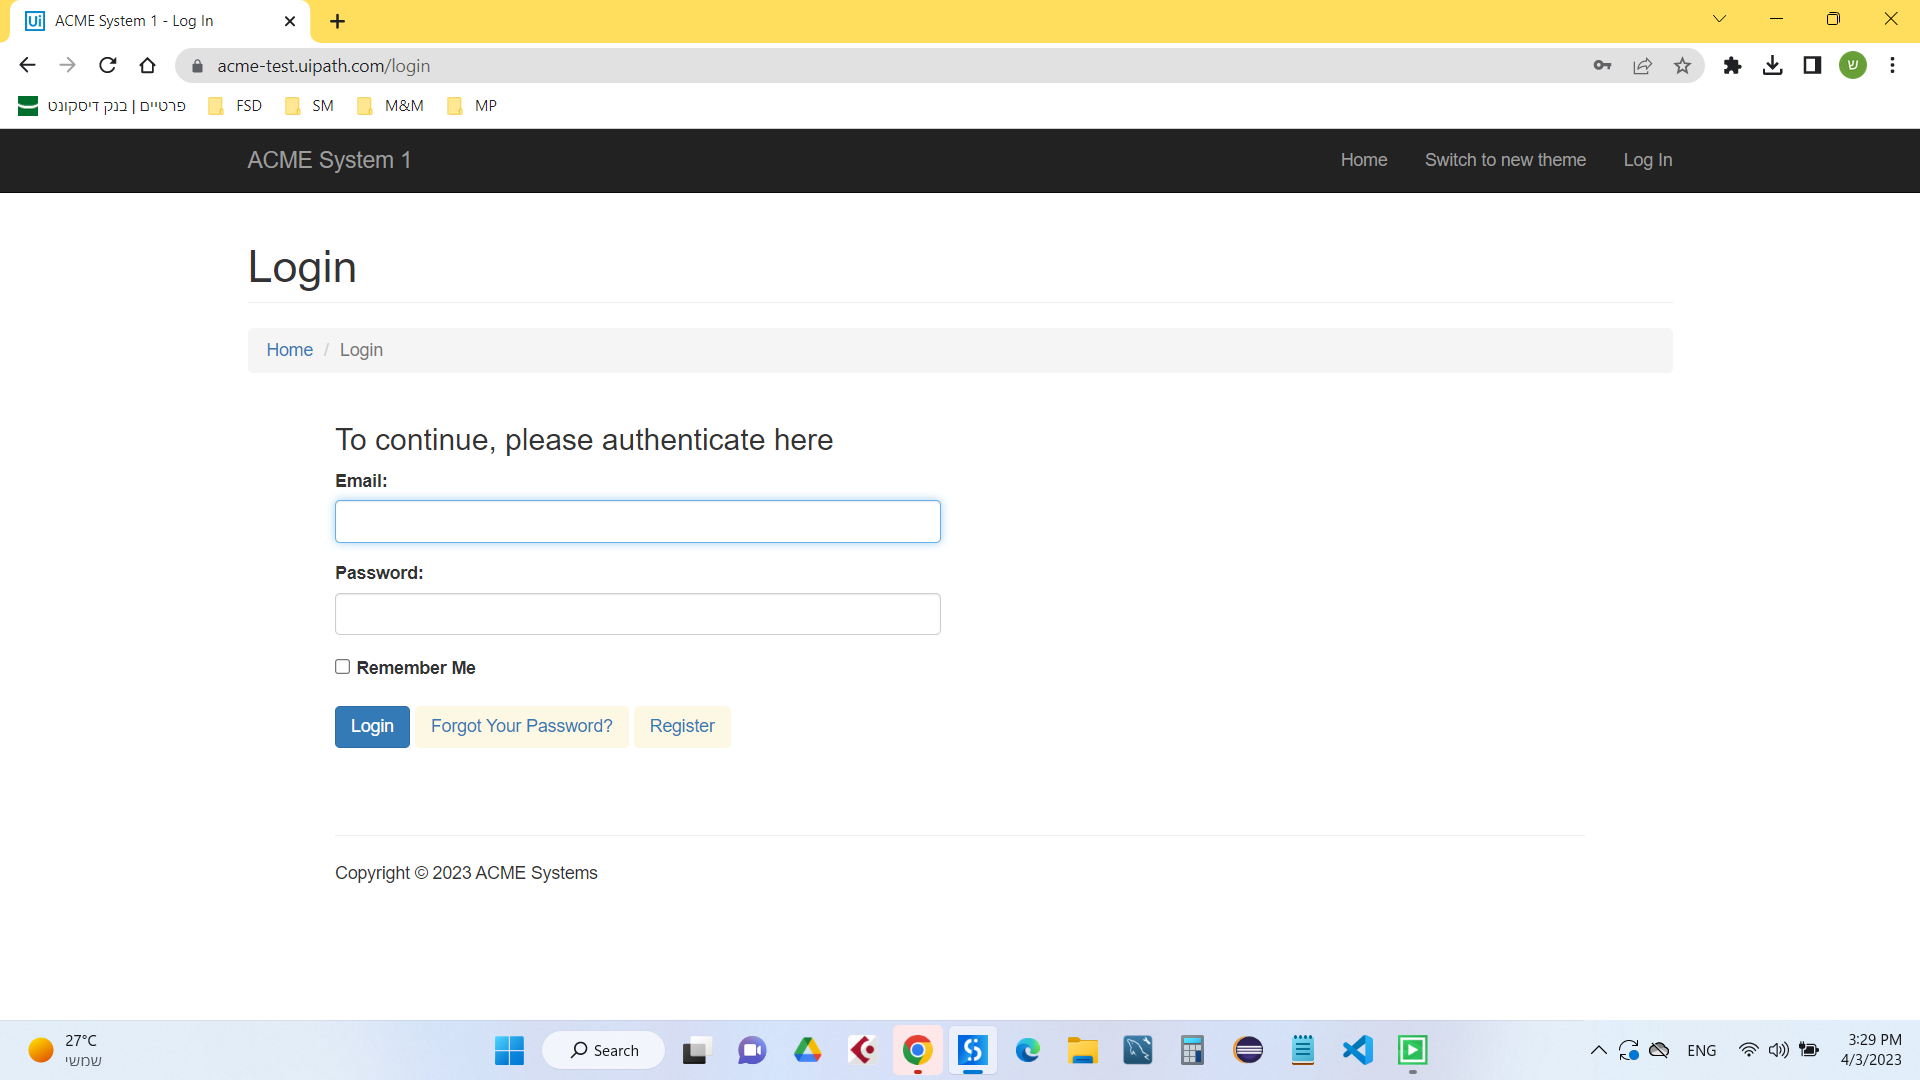 ACME System 1 - Log In
acme-test.uipath.com/login
ש
פרטיים | בנק דיסקונט
FSD
SM
M&M
MP
ACME System 1
Home
Switch to new theme
Log In
Login
Home / Login
To continue, please authenticate here
Email:
Password:
Remember Me
Login
Forgot Your Password?
Register
Copyright © 2023 ACME Systems
27°C
שמשי
Search
ENG
3:29 PM
4/3/2023